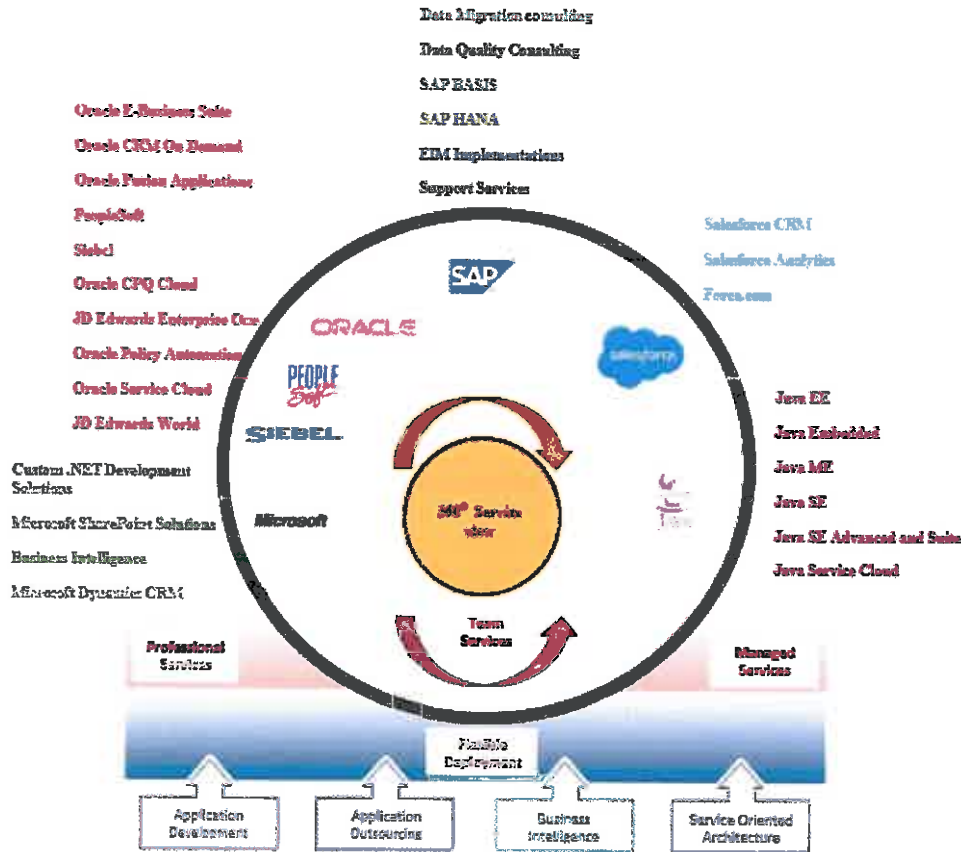 Data Migration consulting
Data Quality Consulting
SAP BASIS
SAP HANA
EIM Implementations
Support Services
Oracle E-Business Suite
Oracle CRM On Demand
Oracle Fusion Applications
PeopleSoft
Siebel
Oracle CPQ Cloud
JD Edwards Enterprise One
Oracle Policy Automation
Oracle Service Cloud
JD Edwards World
Custom .NET Development
Solutions
Microsoft SharePoint Solutions
Business Intelligence
Microsoft Dynamics CRM
SAP
ORACLE
PEOPLE
Soft
SIEBEL
Microsoft
salesforce
Salesforce CRM
Salesforce Analytics
Force.com
Java EE
Java Embedded
Java ME
Java SE
Java SE Advanced and Suite
Java Service Cloud
360° Service
view
Team
Services
Professional
Services
Managed
Services
Flexible
Deployment
Application
Development
Application
Outsourcing
Business
Intelligence
Service Oriented
Architecture